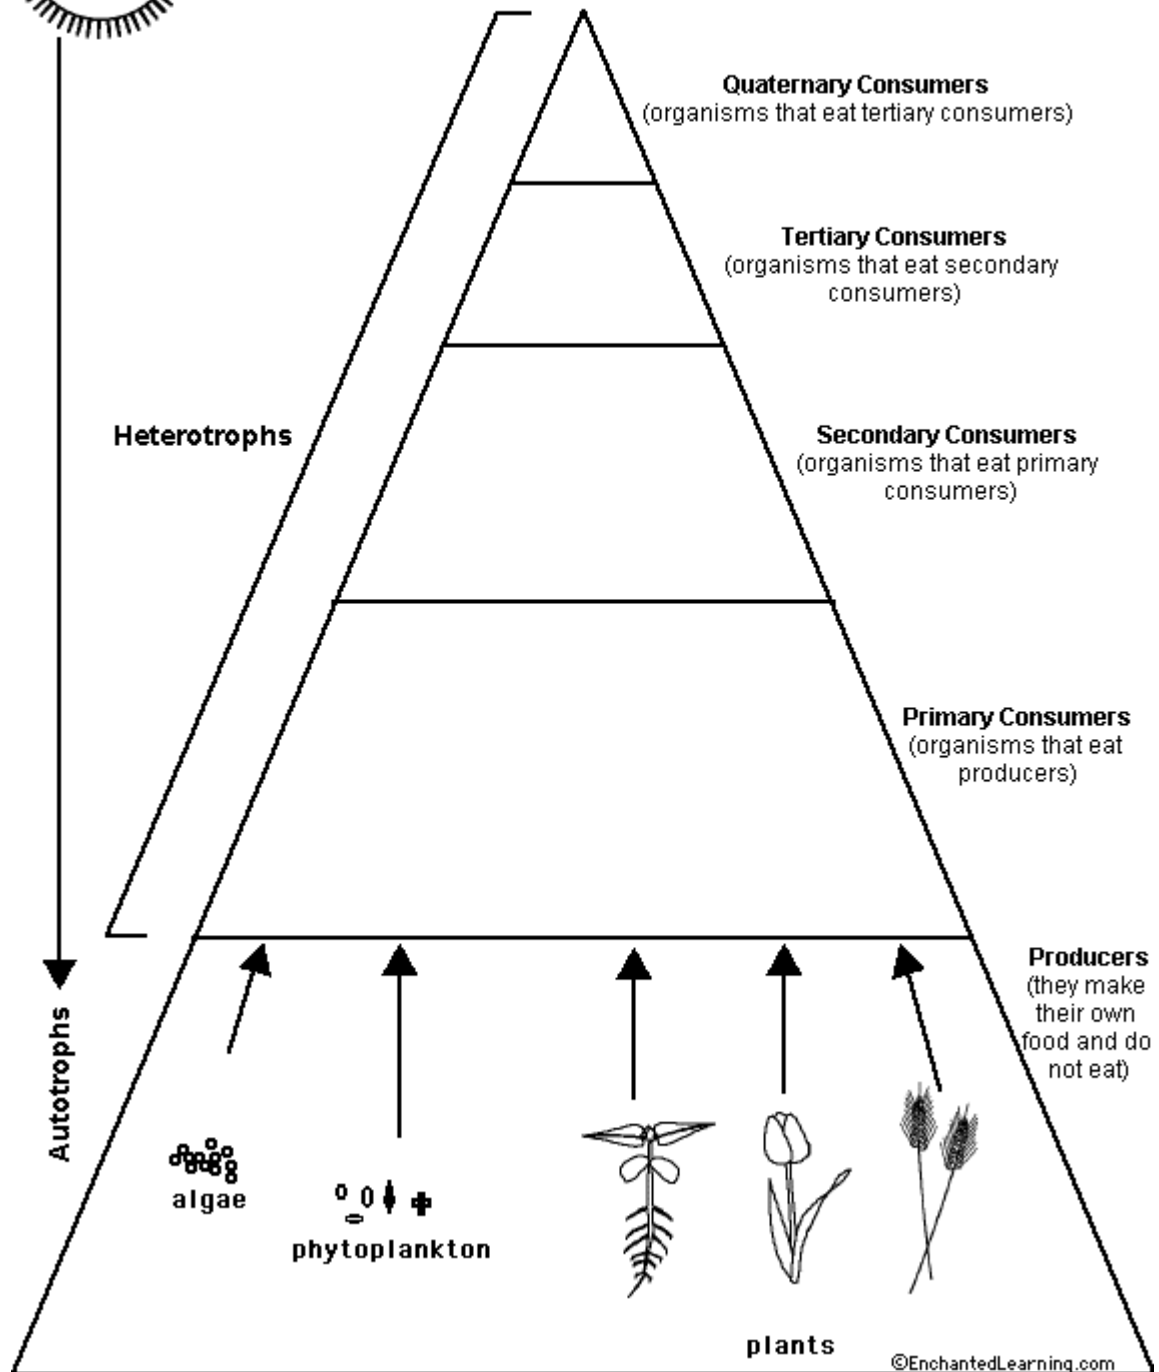 Quaternary Consumers
(organisms that eat tertiary consumers)
Tertiary Consumers
(organisms that eat secondary
consumers)
Heterotrophs
Secondary Consumers
(organisms that eat primary
consumers)
Primary Consumers
(organisms that eat
producers)
Producers
(they make
their own
food and do
not eat)
Autotrophs
algae
phytoplankton
plants
©EnchantedLearning.com